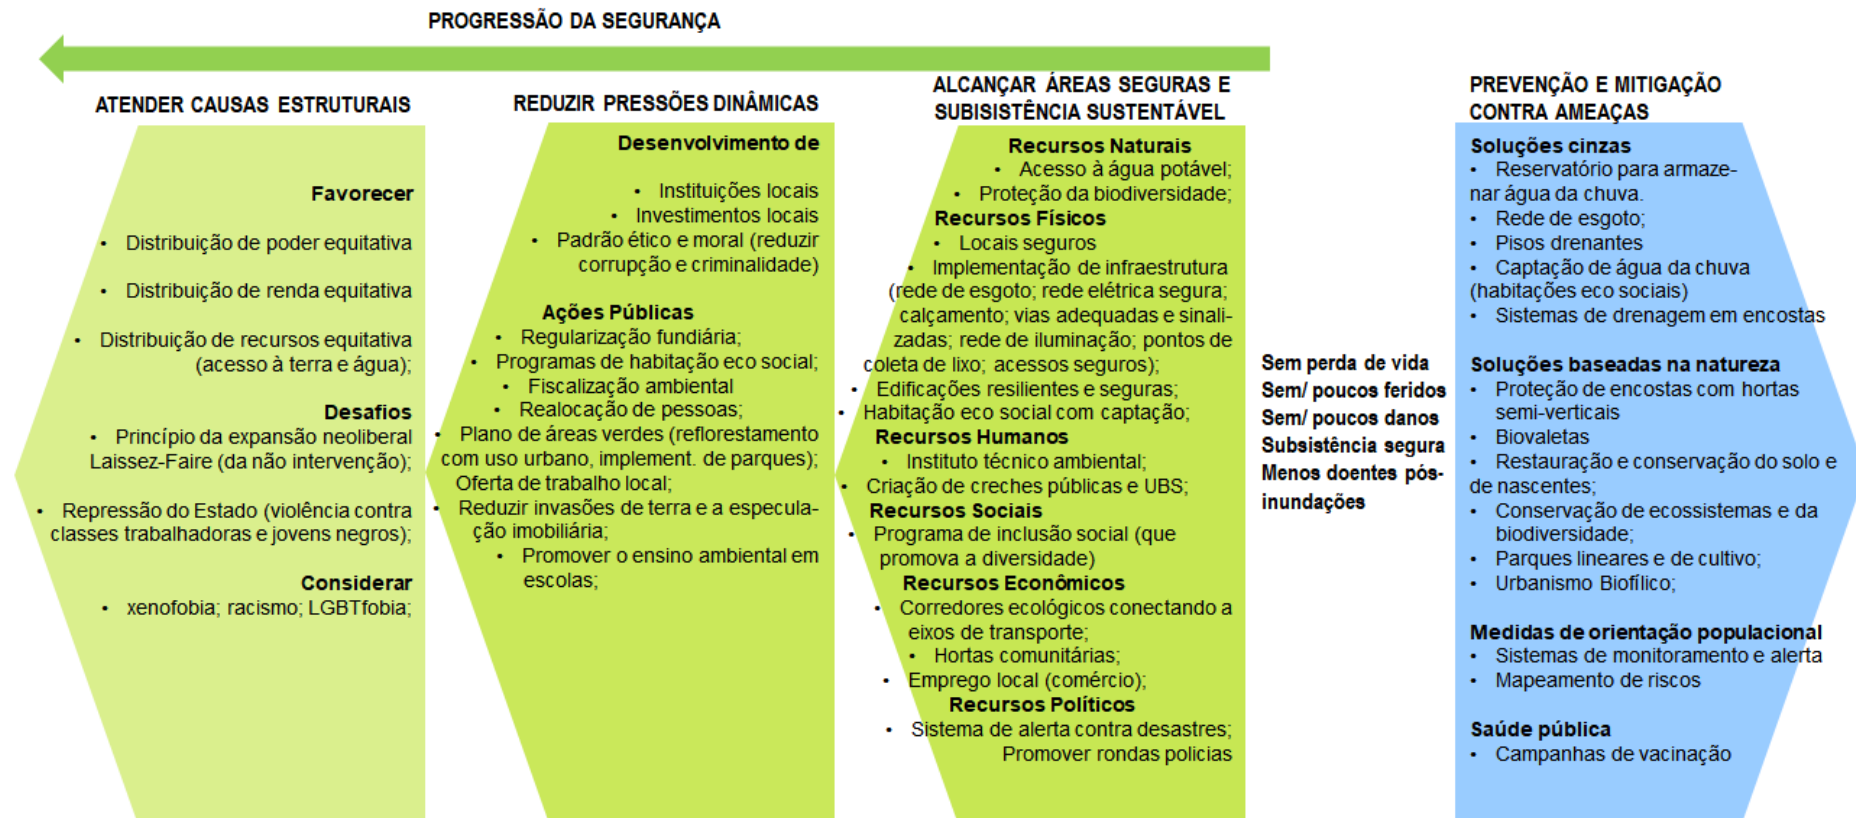 PROGRESSÃO DA SEGURANÇA
ATENDER CAUSAS ESTRUTURAIS
Favorecer
• Distribuição de poder equitativa
• Distribuição de renda equitativa
• Distribuição de recursos equitativa
(acesso à terra e água);
Desafios
• Princípio da expansão neoliberal
Laissez-Faire (da não intervenção);
• Repressão do Estado (violência contra
classes trabalhadoras e jovens negros);
Considerar
• xenofobia; racismo; LGBTfobia;
REDUZIR PRESSÕES DINÂMICAS
Desenvolvimento de
• Instituições locais
• Investimentos locais
• Padrão ético e moral (reduzir
corrupção e criminalidade)
Ações Públicas
• Regularização fundiária;
• Programas de habitação eco social;
• Fiscalização ambiental
• Realocação de pessoas;
• Plano de áreas verdes (reflorestamento
com uso urbano, implement. de parques);
Oferta de trabalho local;
• Reduzir invasões de terra e a especula-
ção imobiliária;
• Promover o ensino ambiental em
escolas;
ALCANÇAR ÁREAS SEGURAS E
SUBISISTÊNCIA SUSTENTÁVEL
Recursos Naturais
• Acesso à água potável;
• Proteção da biodiversidade;
Recursos Físicos
• Locais seguros
• Implementação de infraestrutura
(rede de esgoto; rede elétrica segura;
calçamento; vias adequadas e sinali-
zadas; rede de iluminação; pontos de
coleta de lixo; acessos seguros);
• Edificações resilientes e seguras;
• Habitação eco social com captação;
Recursos Humanos
• Instituto técnico ambiental;
• Criação de creches públicas e UBS;
Recursos Sociais
• Programa de inclusão social (que
promova a diversidade)
Recursos Econômicos
• Corredores ecológicos conectando a
eixos de transporte;
• Hortas comunitárias;
• Emprego local (comércio);
Recursos Políticos
• Sistema de alerta contra desastres;
Promover rondas policias
Sem perda de vida
Sem/ poucos feridos
Sem/ poucos danos
Subsistência segura
Menos doentes pós-
inundações
PREVENÇÃO E MITIGAÇÃO
CONTRA AMEAÇAS
Soluções cinzas
• Reservatório para armaze-
nar água da chuva.
• Rede de esgoto;
• Pisos drenantes
• Captação de água da chuva
(habitações eco sociais)
• Sistemas de drenagem em encostas
Soluções baseadas na natureza
• Proteção de encostas com hortas
semi-verticais
• Biovaletas
• Restauração e conservação do solo e
de nascentes;
• Conservação de ecossistemas e da
biodiversidade;
• Parques lineares e de cultivo;
• Urbanismo Biofílico;
Medidas de orientação populacional
• Sistemas de monitoramento e alerta
• Mapeamento de riscos
Saúde pública
• Campanhas de vacinação